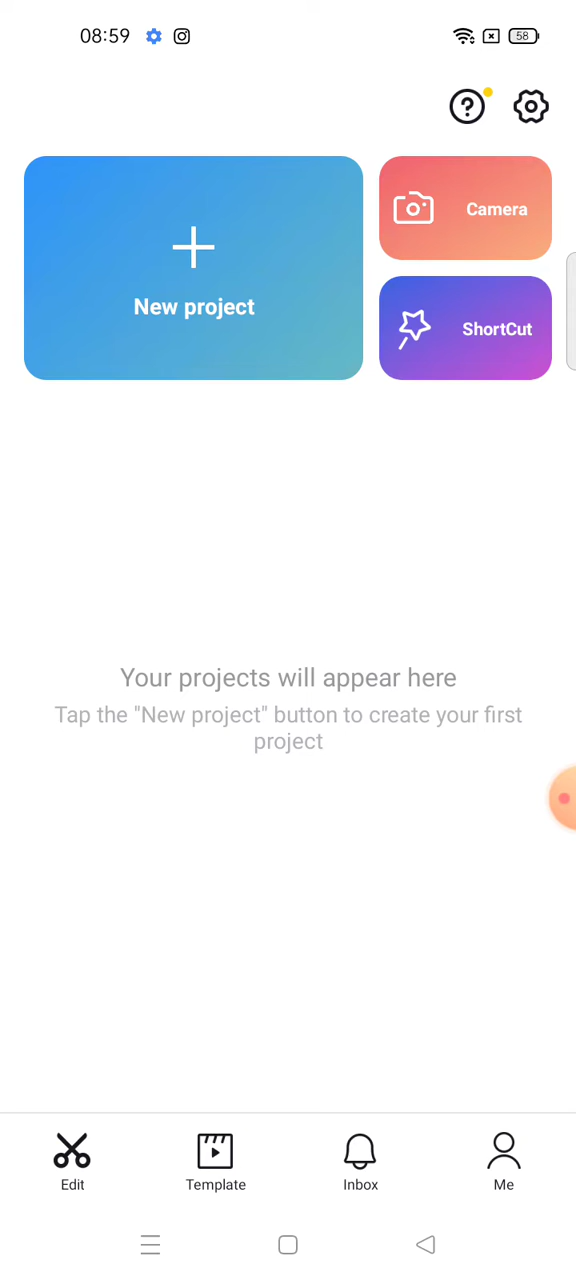 08:59
58
New project
Camera
ShortCut
Your projects will appear here
Tap the "New project" button to create your first
project
Edit
Template
Inbox
Me